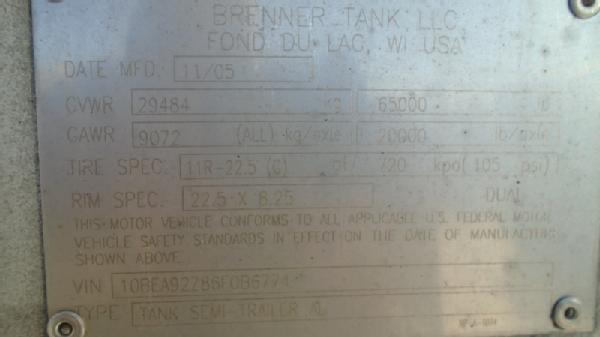 BRENNER TANK LLC
FOND DU LAC, WI USA
DATE MFD. 11/05
GVWR 29484 kg 65000 lb
GAWR 9072 (ALL) kg/axle 20000 lb/axle
TIRE SPEC. 11R-22.5 (G) at 720 kpa (105 psi)
RIM SPEC. 22.5 X 8.25 DUAL
THIS MOTOR VEHICLE CONFORMS TO ALL APPLICABLE U.S. FEDERAL MOTOR
VEHICLE SAFETY STANDARDS IN EFFECT ON THE DATE OF MANUFACTURE
SHOWN ABOVE
VIN 10BEA92Z86F0B6774
TYPE TANK SEMI-TRAILER